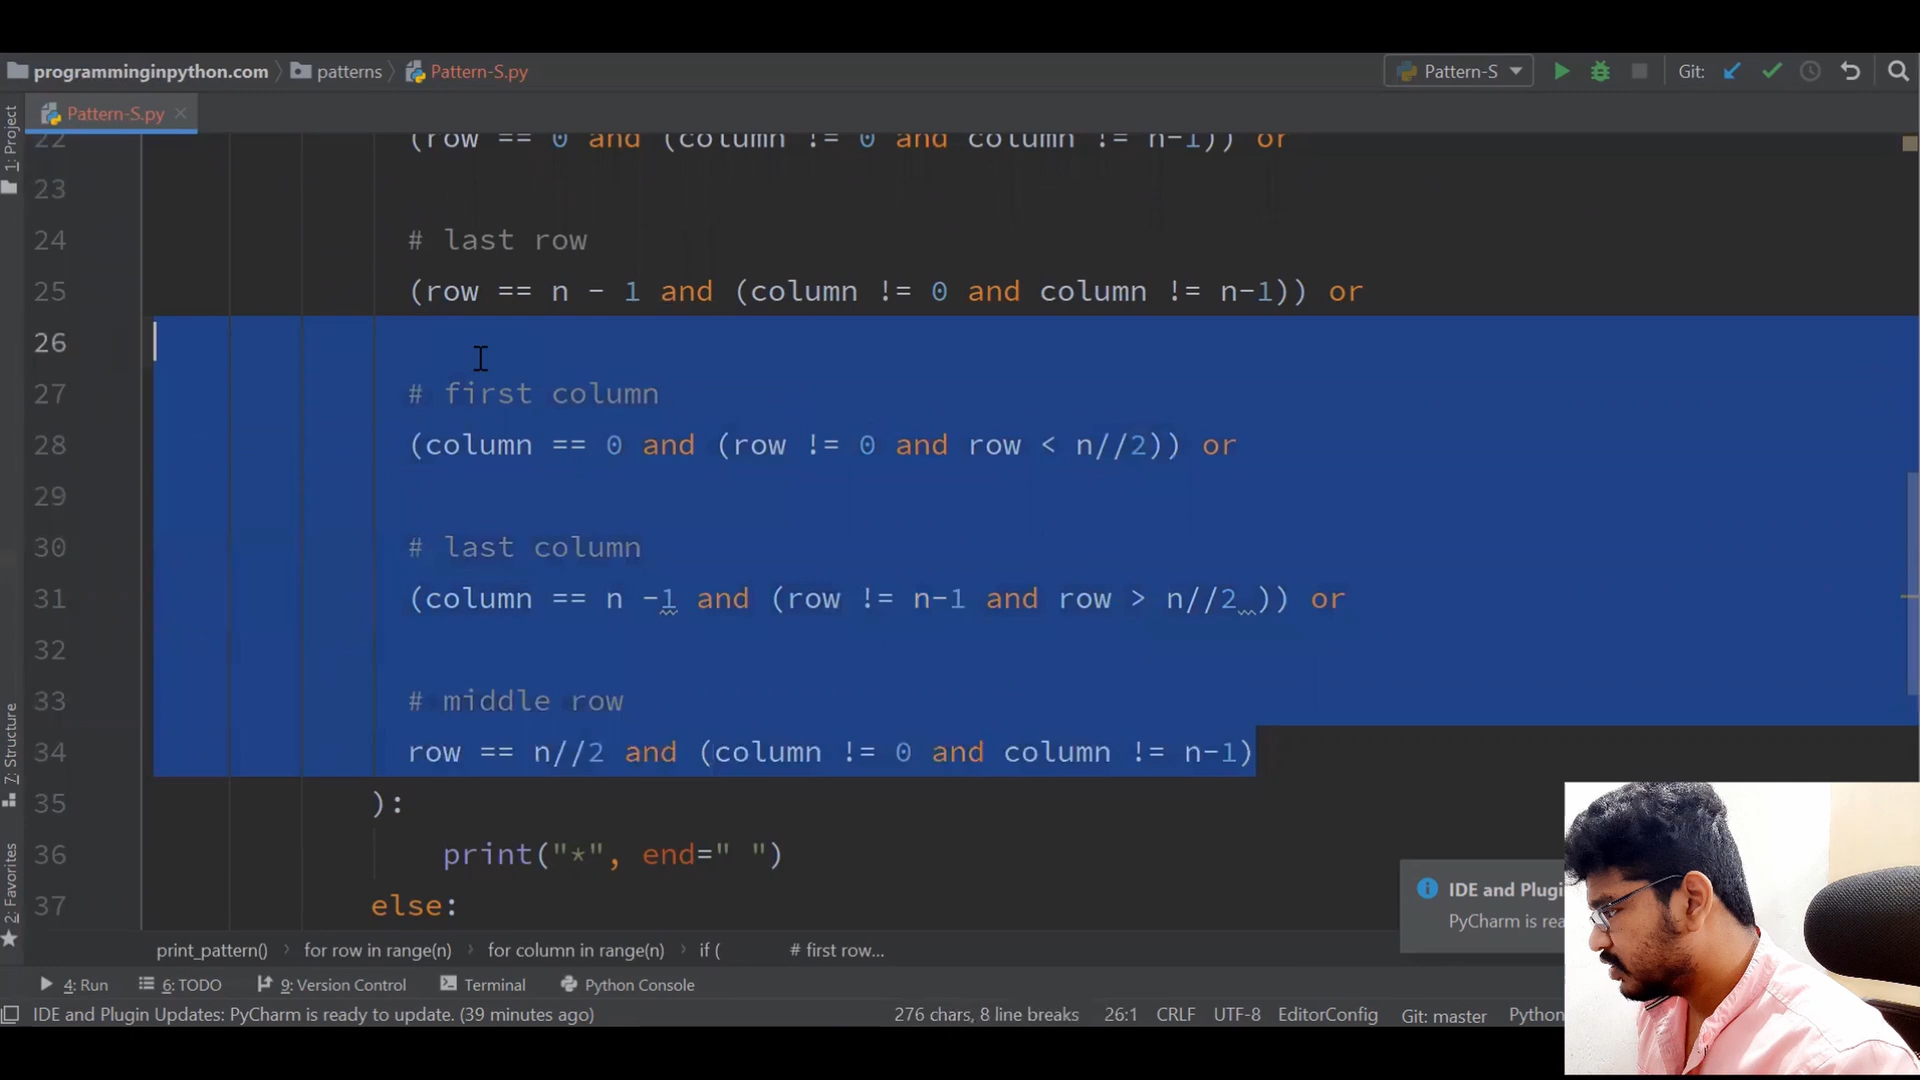 programminginpython.com patterns Pattern-S.py Pattern-S Git:
Pattern-S.py
1: Project
22 (row == 0 and (column != 0 and column != n-1)) or
23
24 # last row
25 (row == n - 1 and (column != 0 and column != n-1)) or
26
27 # first column
28 (column == 0 and (row != 0 and row < n//2)) or
29
30 # last column
31 (column == n -1 and (row != n-1 and row > n//2 )) or
32
33 # middle row
34 row == n//2 and (column != 0 and column != n-1)
35 ):
36 print("*", end=" ")
37 else:
7: Structure
2: Favorites
IDE and Plugi
PyCharm is rea
print_pattern() for row in range(n) for column in range(n) if ( # first row...
4: Run 6: TODO 9: Version Control Terminal Python Console
IDE and Plugin Updates: PyCharm is ready to update. (39 minutes ago) 276 chars, 8 line breaks 26:1 CRLF UTF-8 EditorConfig Git: master Python